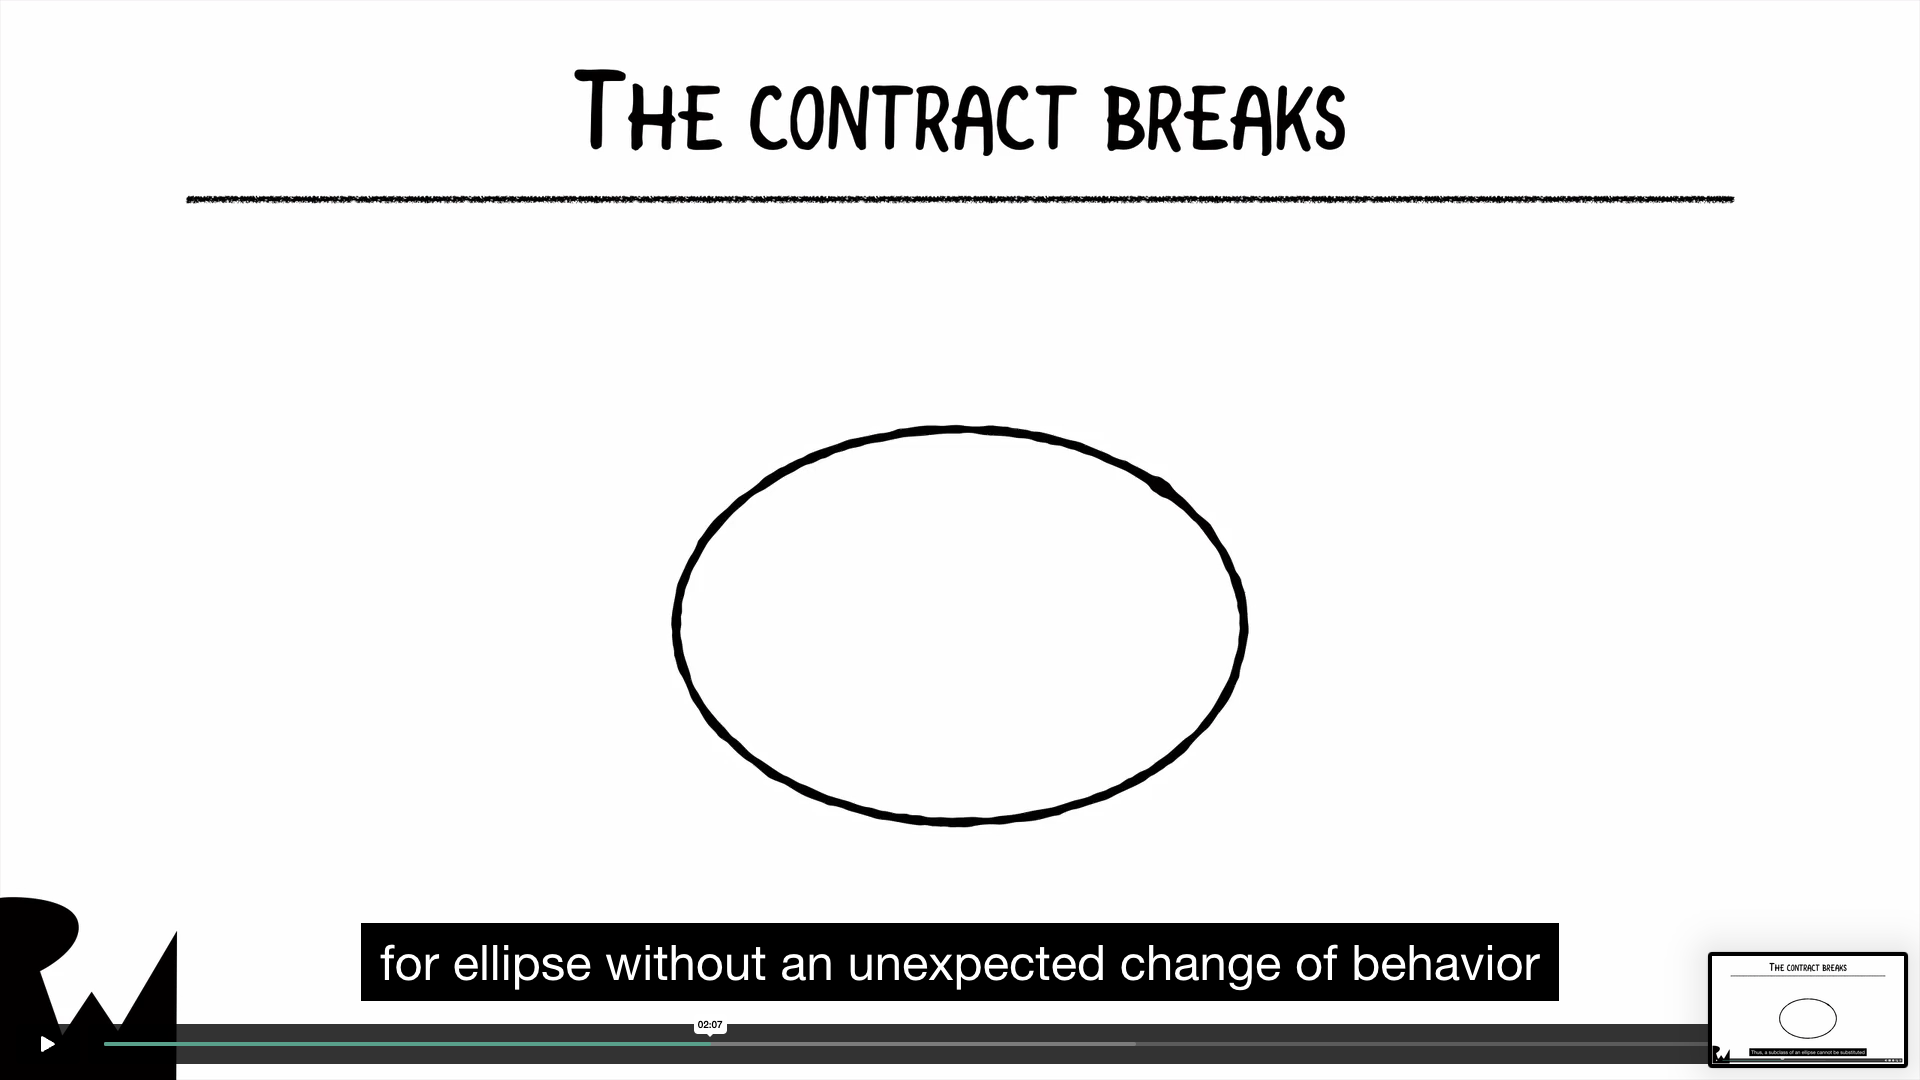 The contract breaks
for ellipse without an unexpected change of behavior
02:07
The contract breaks
Thus, a subclass of an ellipse cannot be substituted